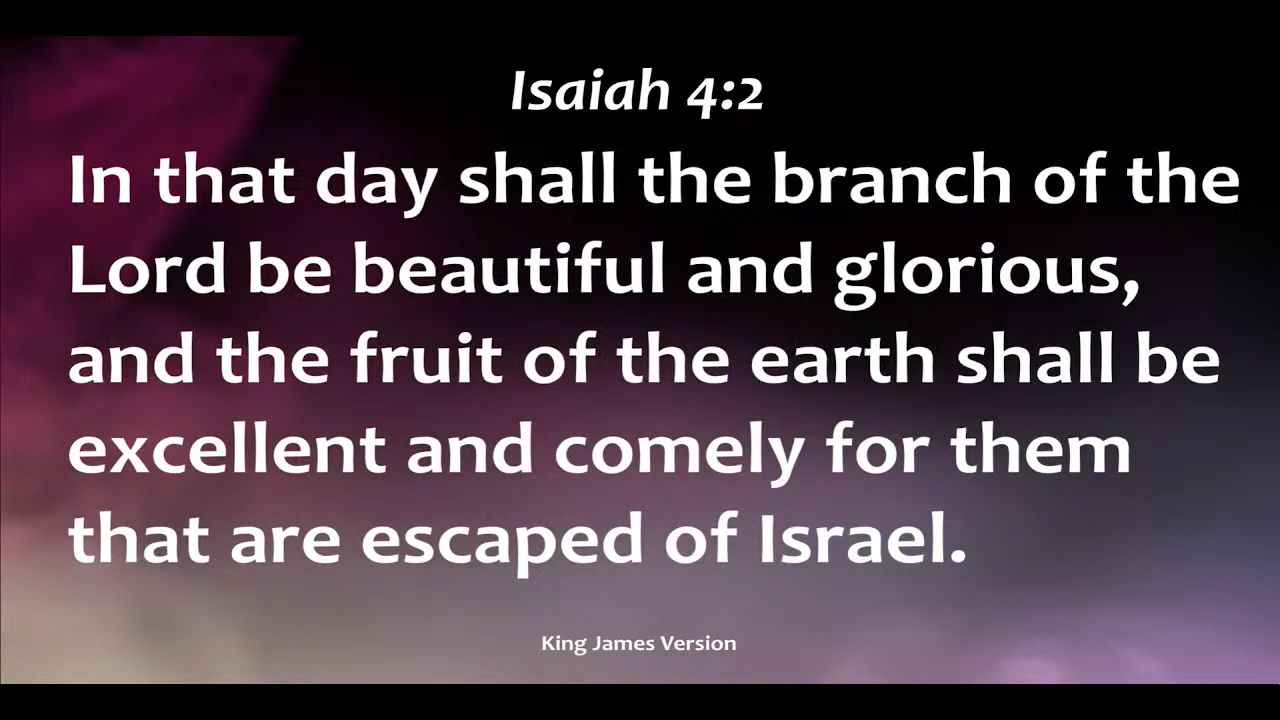 Isaiah 4:2
In that day shall the branch of the
Lord be beautiful and glorious,
and the fruit of the earth shall be
excellent and comely for them
that are escaped of Israel.
King James Version